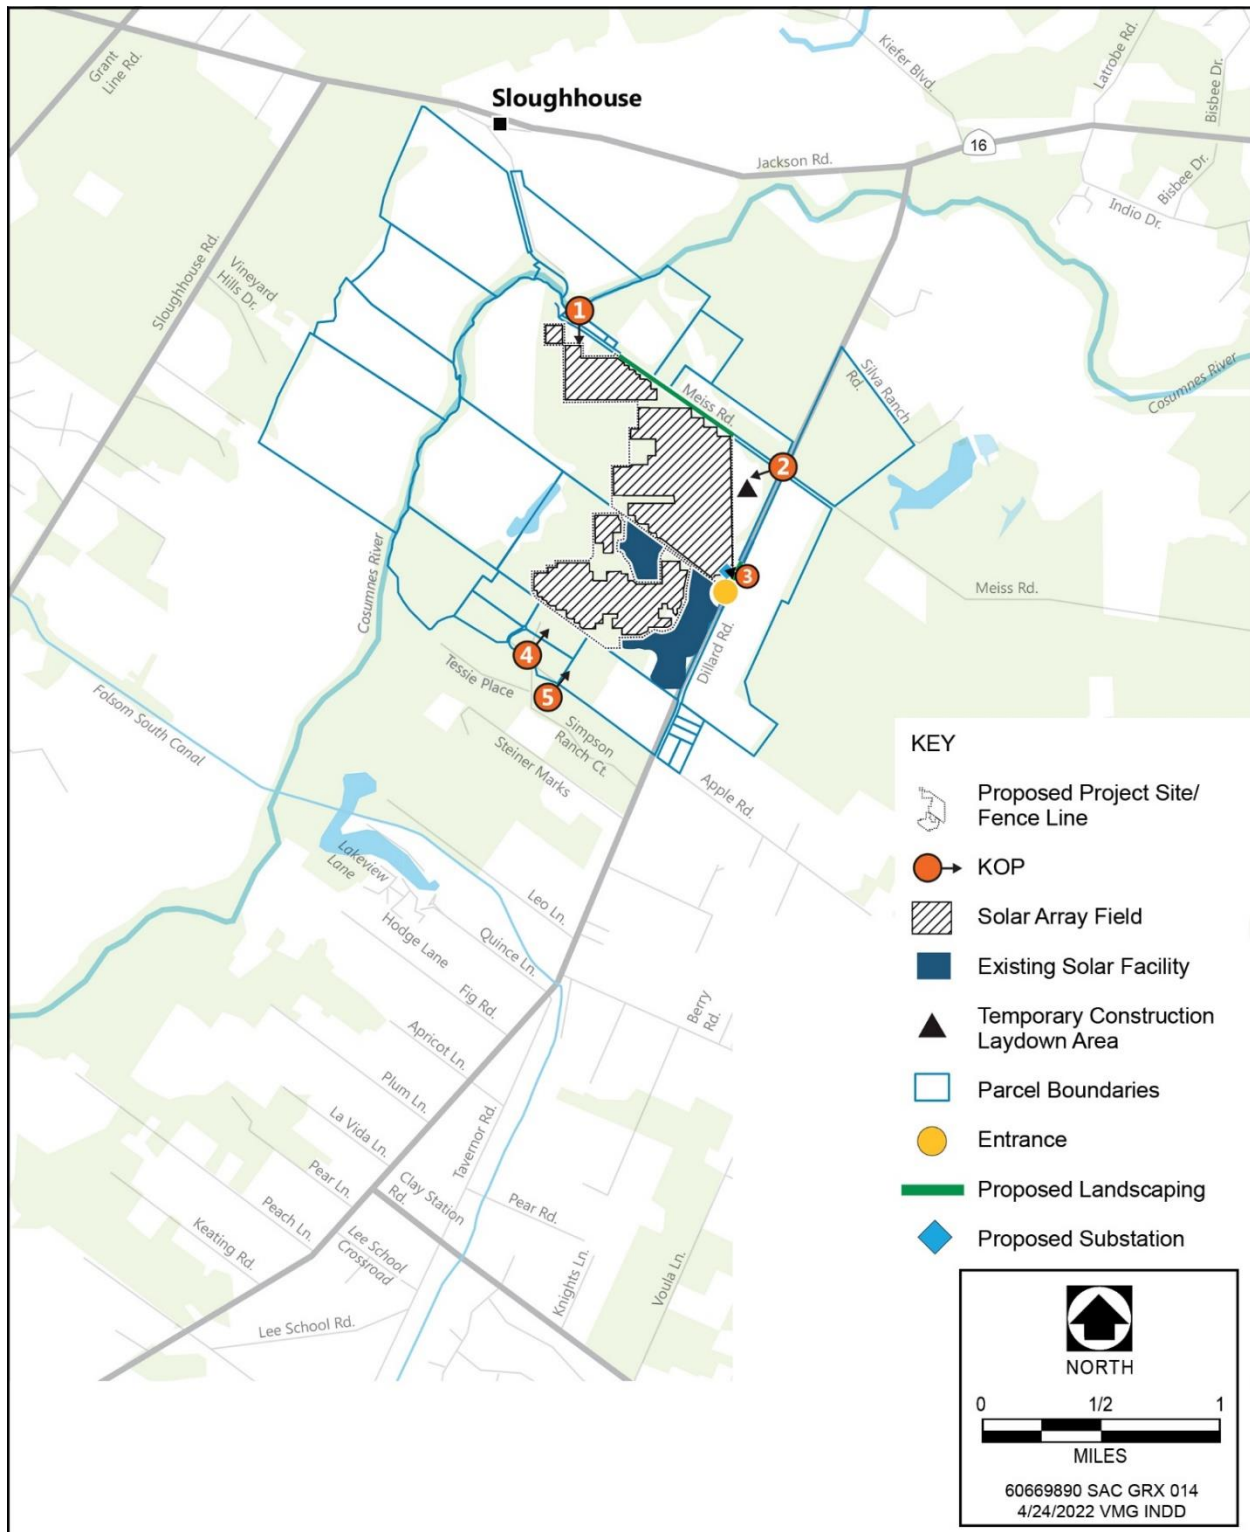 Grant
Line Rd.
Sloughhouse
Kiefer Blvd.
Latrobe Rd.
Bisbee Dr.
16
Jackson Rd.
Bisbee Dr.
Indio Dr.
Sloughhouse Rd.
Vineyard
Hills Dr.
1
Silva Ranch
Rd.
Cosumnes River
Meiss Rd.
2
3
Meiss Rd.
Cosumnes River
Dillard Rd.
4
Tessie Place
5
Simpson
Ranch Ct.
Steiner Marks
Folsom South Canal
Apple Rd.
Lakeview
Lane
Leo Ln.
Hodge Lane
Quince Ln.
Fig Rd.
Berry
Rd.
Apricot Ln.
Plum Ln.
La Vida Ln.
Tavernor Rd.
Pear Ln.
Clay Station
Rd.
Pear Rd.
Peach Ln.
Keating Rd.
Lee School
Crossroad
Knights Ln.
Voula Ln.
Lee School Rd.
KEY
Proposed Project Site/
Fence Line
KOP
Solar Array Field
Existing Solar Facility
Temporary Construction
Laydown Area
Parcel Boundaries
Entrance
Proposed Landscaping
Proposed Substation
NORTH
0 1/2 1
MILES
60669890 SAC GRX 014
4/24/2022 VMG INDD